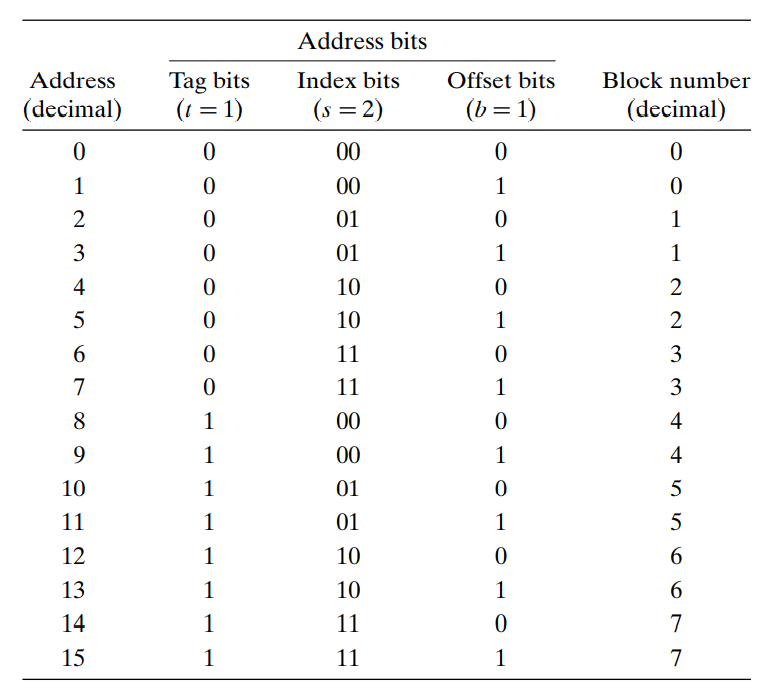 Address bits
Address Tag bits Index bits Offset bits Block number
(decimal) (t = 1) (s = 2) (b = 1) (decimal)
0 0 00 0 0
1 0 00 1 0
2 0 01 0 1
3 0 01 1 1
4 0 10 0 2
5 0 10 1 2
6 0 11 0 3
7 0 11 1 3
8 1 00 0 4
9 1 00 1 4
10 1 01 0 5
11 1 01 1 5
12 1 10 0 6
13 1 10 1 6
14 1 11 0 7
15 1 11 1 7